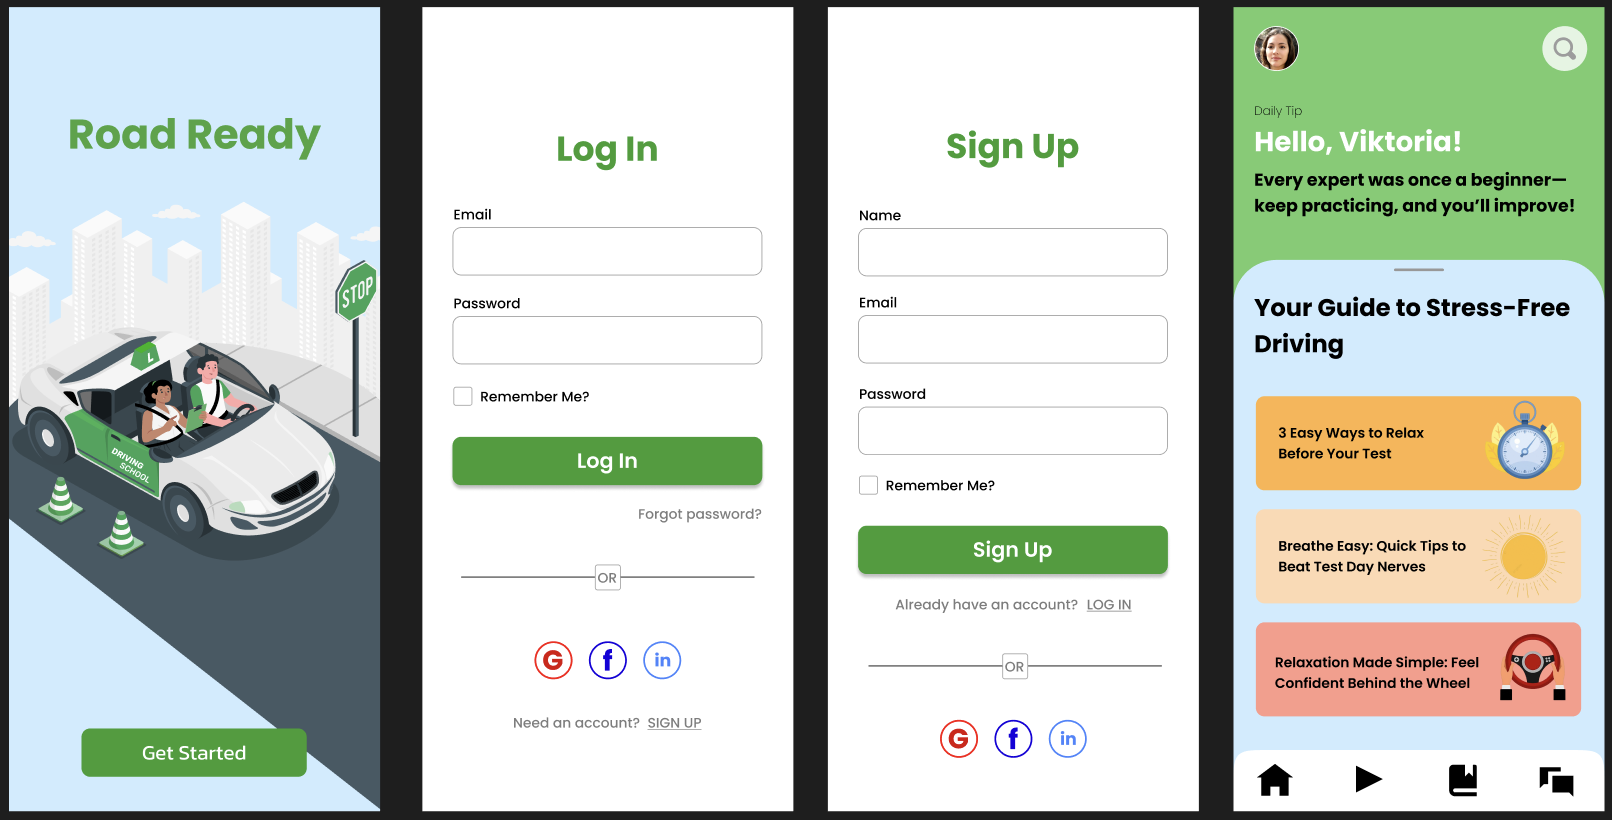 Road Ready
STOP
L
DRIVING
SCHOOL
Get Started
Log In
Email
Password
Remember Me?
Log In
Forgot password?
OR
G f in
Need an account? SIGN UP
Sign Up
Name
Email
Password
Remember Me?
Sign Up
Already have an account? LOG IN
OR
G f in
Daily Tip
Hello, Viktoria!
Every expert was once a beginner—
keep practicing, and you’ll improve!
Your Guide to Stress-Free
Driving
3 Easy Ways to Relax
Before Your Test
Breathe Easy: Quick Tips to
Beat Test Day Nerves
Relaxation Made Simple: Feel
Confident Behind the Wheel